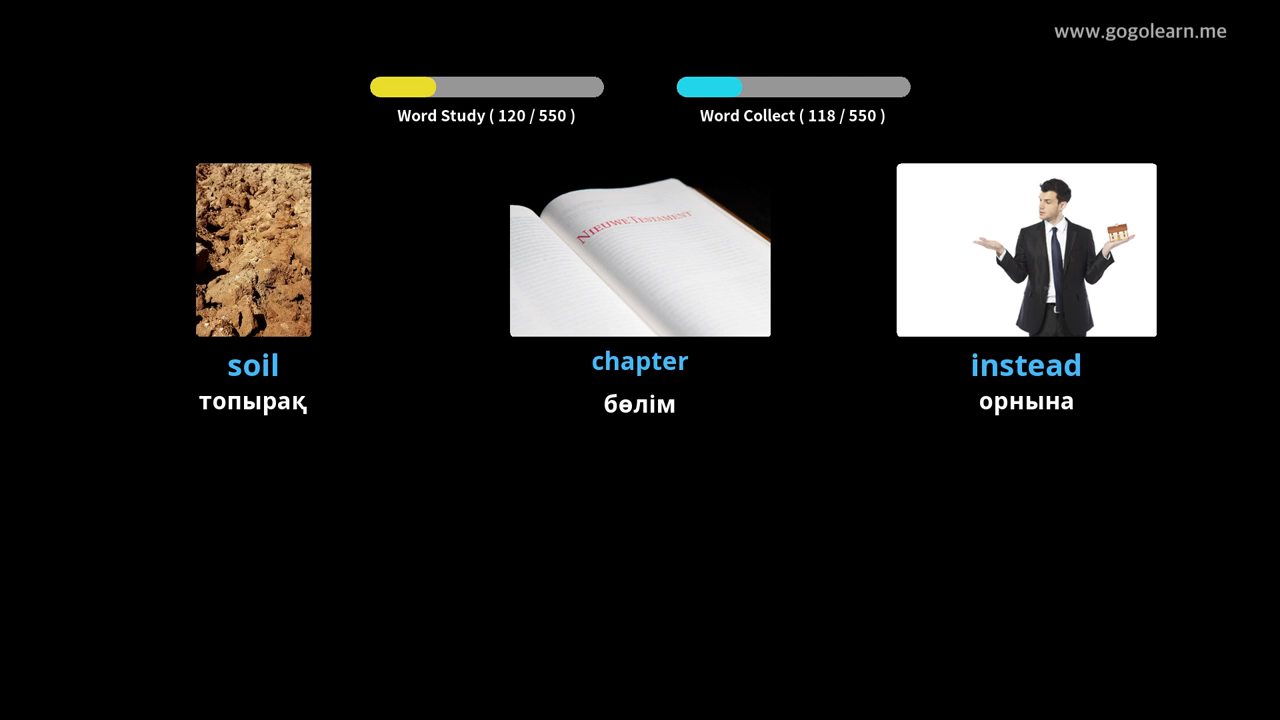 www.gogolearn.me
Word Study ( 120 / 550 )
Word Collect ( 118 / 550 )
NIEUWE TESTAMENT
soil
chapter
instead
топырақ
бөлім
орнына